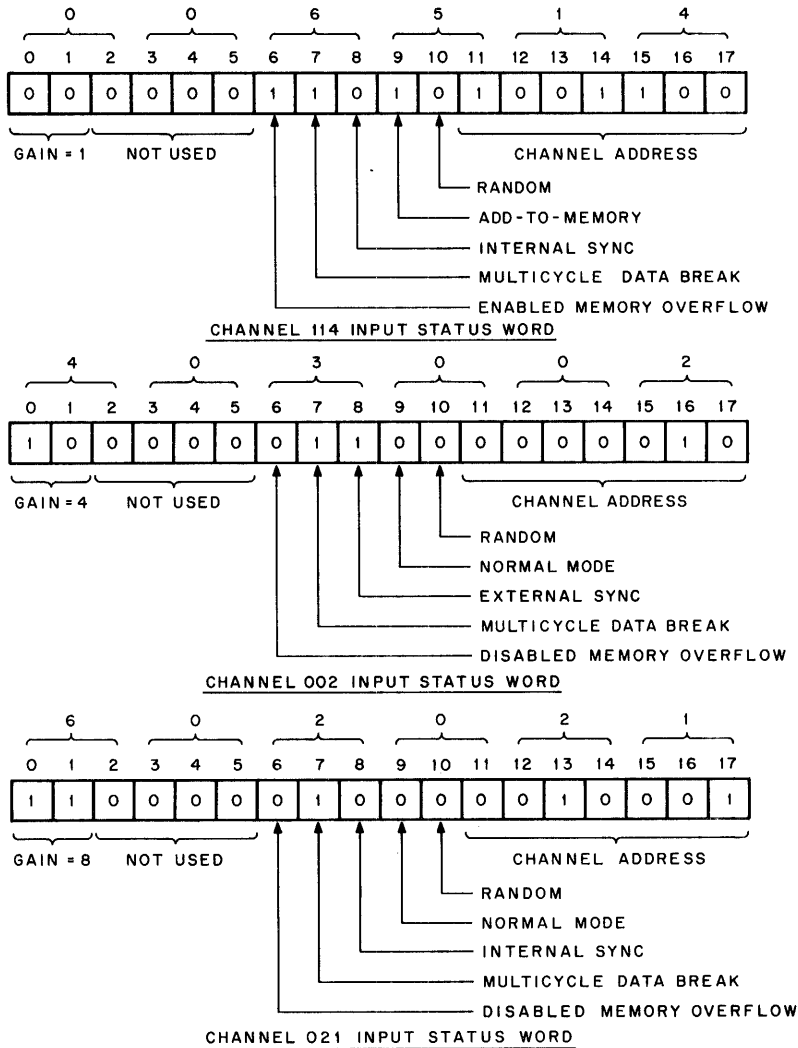 0 0 6 5 1 4
0 1 2 3 4 5 6 7 8 9 10 11 12 13 14 15 16 17
0 0 0 0 0 0 1 1 0 1 0 1 0 0 1 1 0 0
GAIN = 1 NOT USED CHANNEL ADDRESS
RANDOM
ADD-TO-MEMORY
INTERNAL SYNC
MULTICYCLE DATA BREAK
ENABLED MEMORY OVERFLOW
CHANNEL 114 INPUT STATUS WORD
4 0 3 0 0 2
0 1 2 3 4 5 6 7 8 9 10 11 12 13 14 15 16 17
1 0 0 0 0 0 0 1 1 0 0 0 0 0 0 0 1 0
GAIN = 4 NOT USED CHANNEL ADDRESS
RANDOM
NORMAL MODE
EXTERNAL SYNC
MULTICYCLE DATA BREAK
DISABLED MEMORY OVERFLOW
CHANNEL 002 INPUT STATUS WORD
6 0 2 0 2 1
0 1 2 3 4 5 6 7 8 9 10 11 12 13 14 15 16 17
1 1 0 0 0 0 0 1 0 0 0 0 0 1 0 0 0 1
GAIN = 8 NOT USED CHANNEL ADDRESS
RANDOM
NORMAL MODE
INTERNAL SYNC
MULTICYCLE DATA BREAK
DISABLED MEMORY OVERFLOW
CHANNEL 021 INPUT STATUS WORD